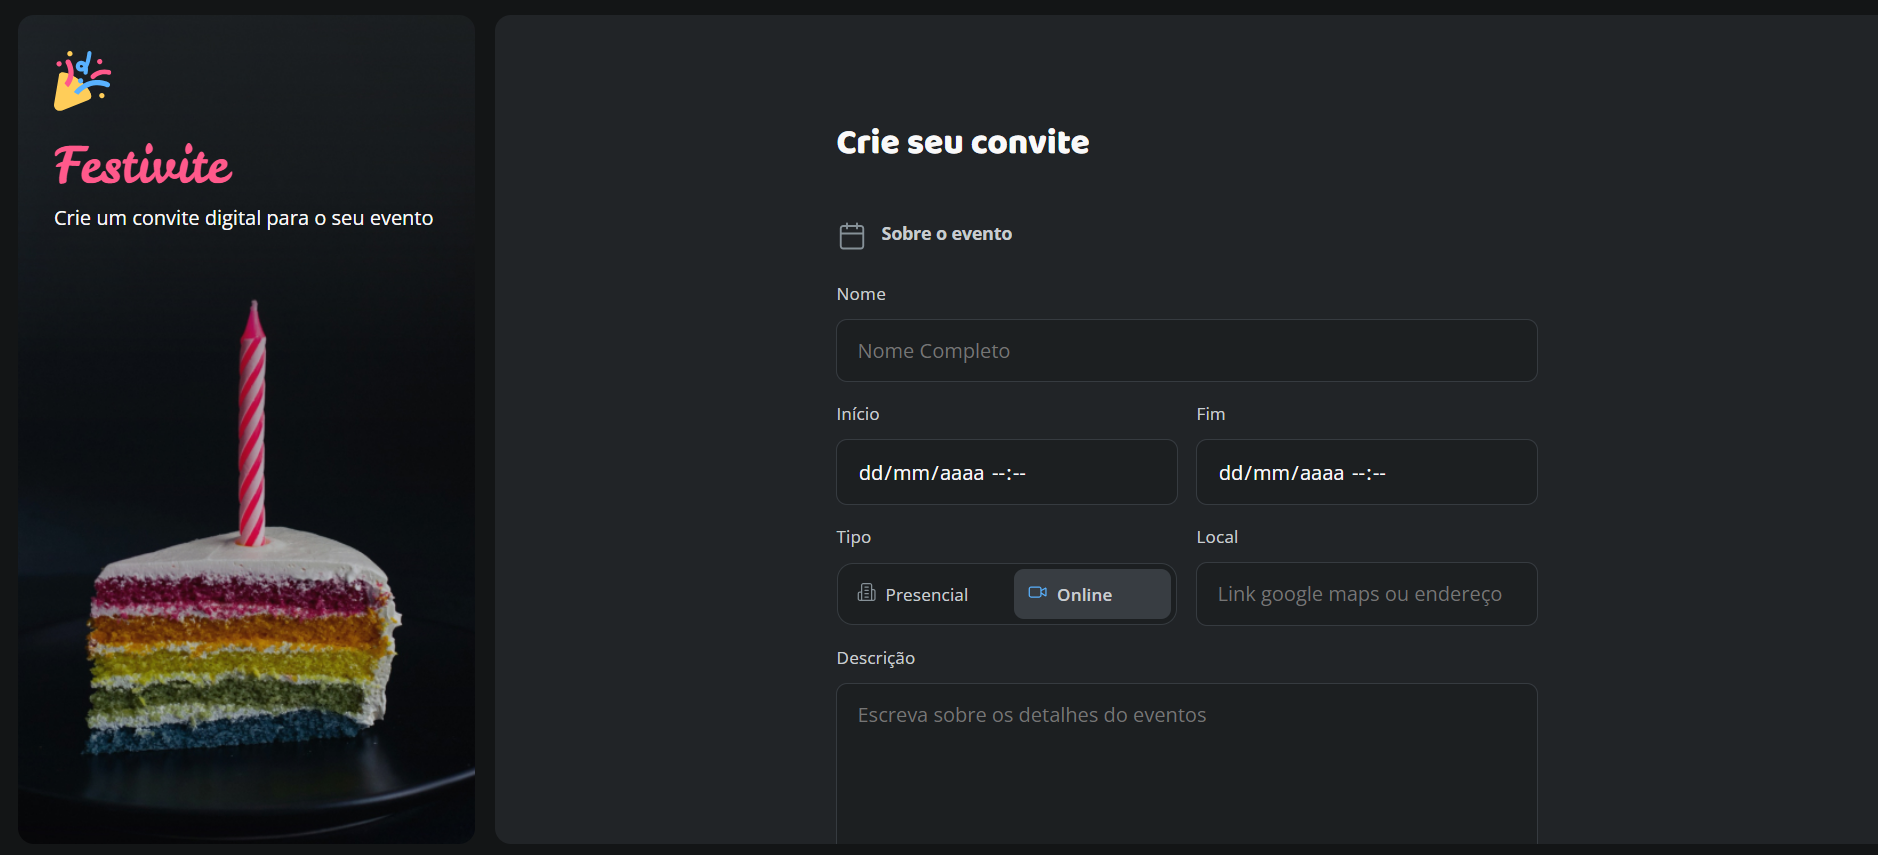 Festivite
Crie um convite digital para o seu evento
Crie seu convite
Sobre o evento
Nome
Nome Completo
Início
Fim
dd/mm/aaaa --:--
dd/mm/aaaa --:--
Tipo
Local
Presencial
Online
Link google maps ou endereço
Descrição
Escreva sobre os detalhes do eventos